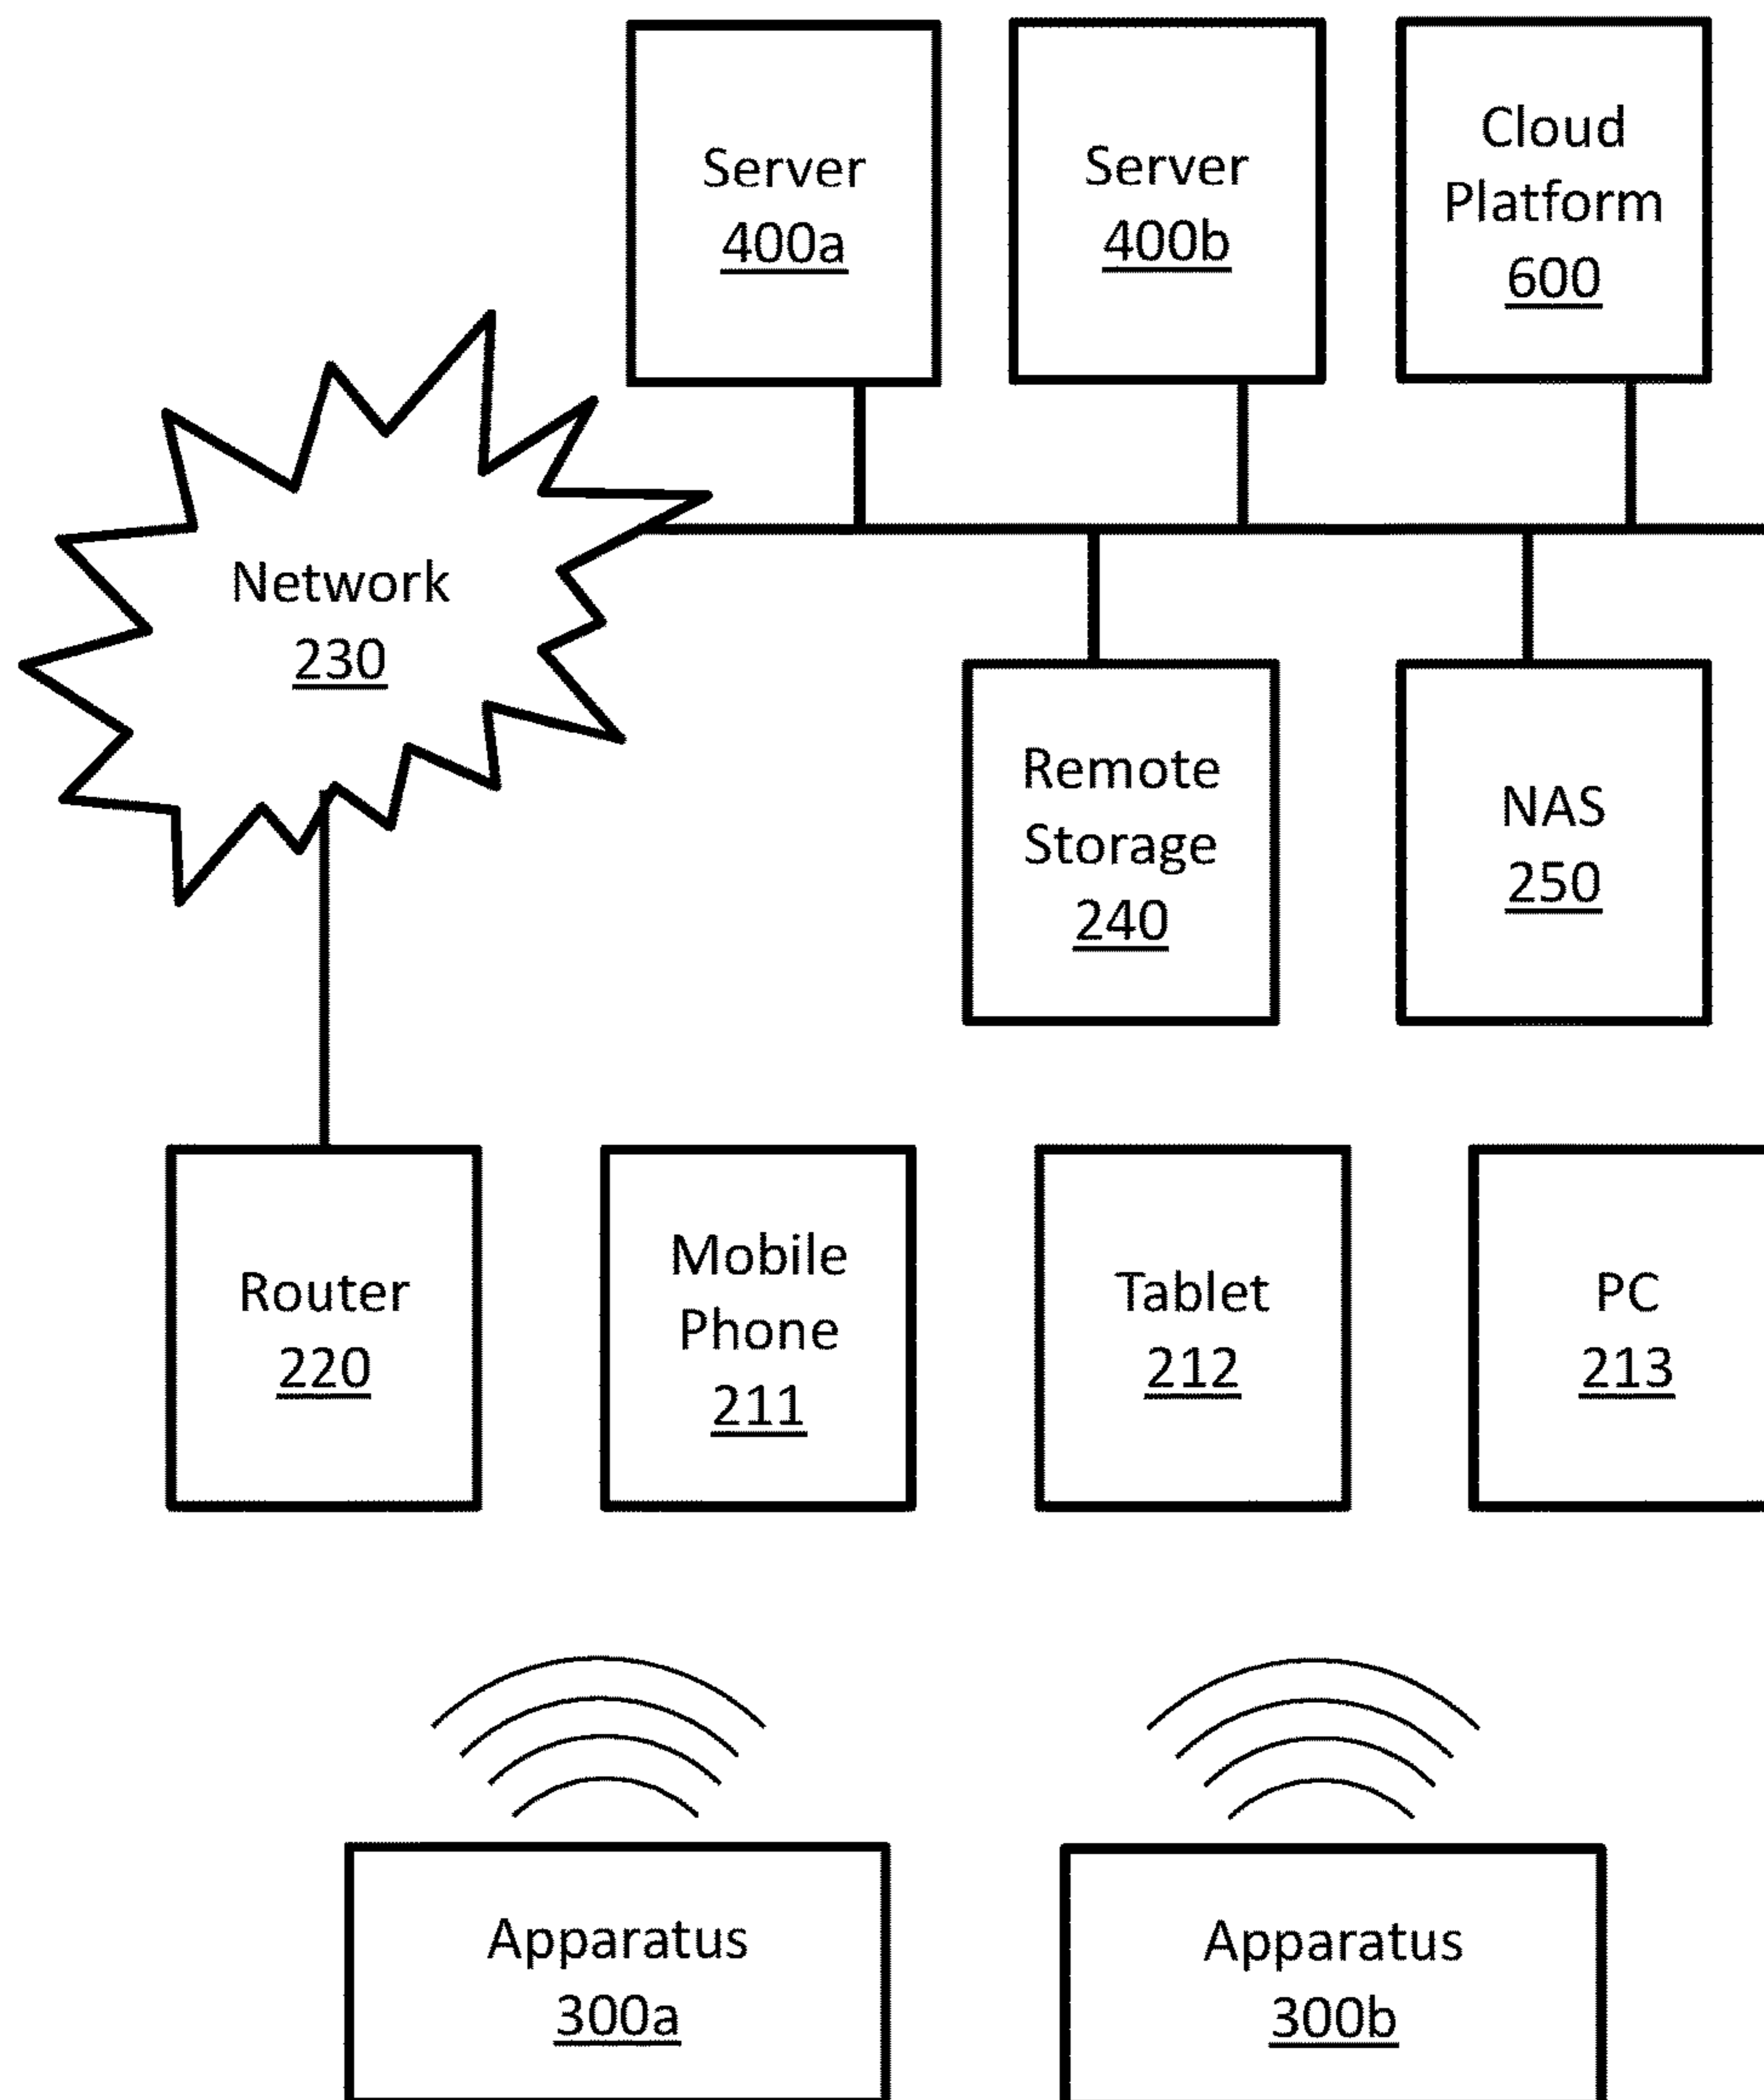 Server
400a
Server
400b
Cloud
Platform
600
Network
230
Remote
Storage
240
NAS
250
Router
220
Mobile
Phone
211
Tablet
212
PC
213
Apparatus
300a
Apparatus
300b